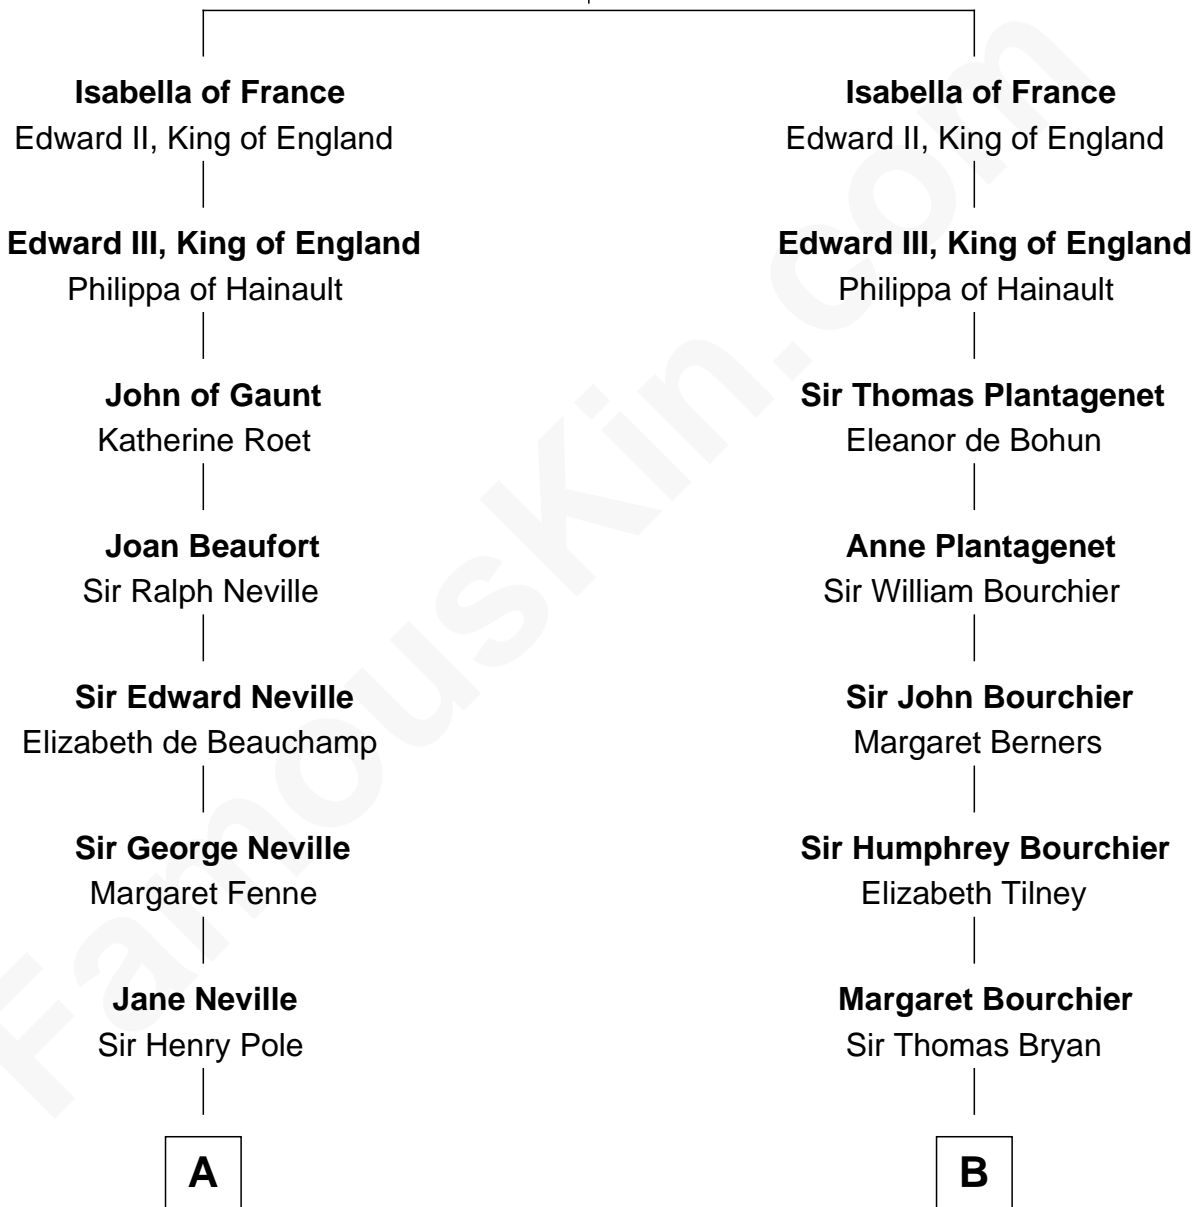 Isabella of France
Edward II, King of England
Edward III, King of England
Philippa of Hainault
John of Gaunt
Katherine Roet
Joan Beaufort
Sir Ralph Neville
Sir Edward Neville
Elizabeth de Beauchamp
Sir George Neville
Margaret Fenne
Jane Neville
Sir Henry Pole
A
Isabella of France
Edward II, King of England
Edward III, King of England
Philippa of Hainault
Sir Thomas Plantagenet
Eleanor de Bohun
Anne Plantagenet
Sir William Bourchier
Sir John Bourchier
Margaret Berners
Sir Humphrey Bourchier
Elizabeth Tilney
Margaret Bourchier
Sir Thomas Bryan
B
FamousKin.com